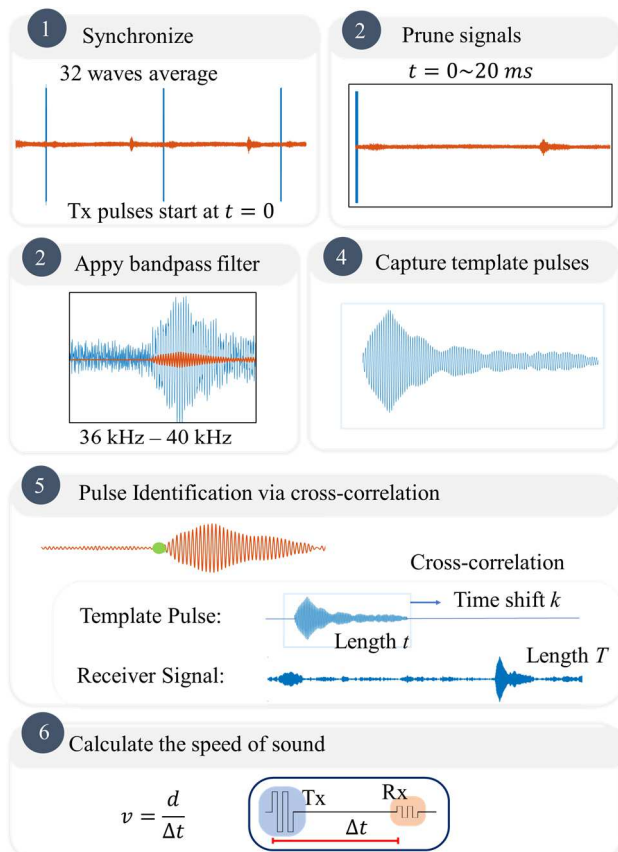 1
Synchronize
32 waves average
Tx pulses start at t = 0
2
Prune signals
t = 0~20 ms
2
Appy bandpass filter
36 kHz – 40 kHz
4
Capture template pulses
5
Pulse Identification via cross-correlation
Cross-correlation
Template Pulse:
Time shift k
Length t
Receiver Signal:
Length T
6
Calculate the speed of sound
v = d/Δt
Tx
Rx
Δt